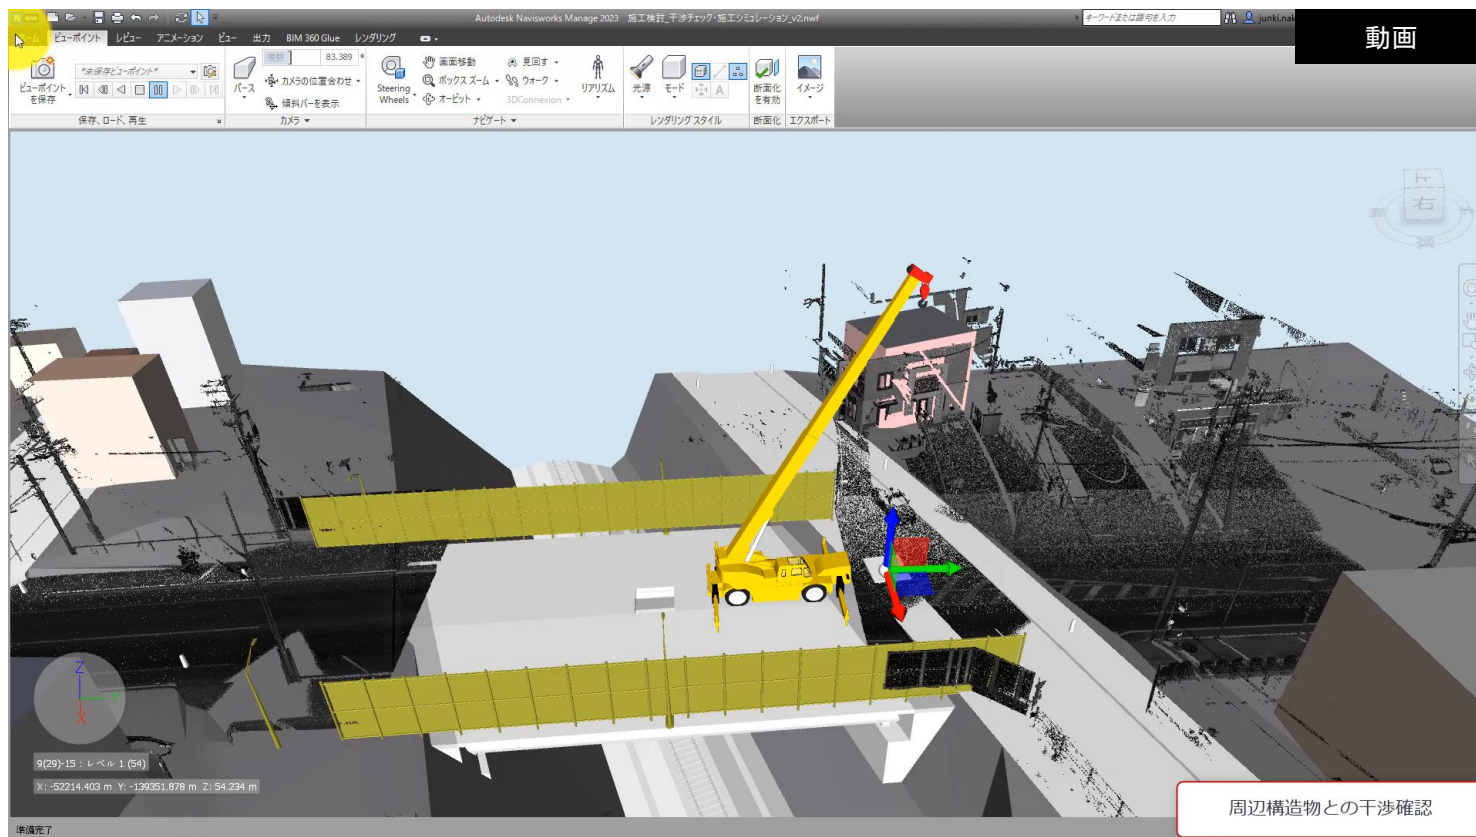 Autodesk Navisworks Manage 2023 施工検討_干渉チェック・施工シミュレーション_v2.nwf
キーワードまたは語句を入力
junki.nak
動画
ビューポイント レビュー アニメーション ビュー 出力 BIM 360 Glue レンダリング
*未保存ビューポイント*
ビューポイント
を保存
保存、ロード、再生
パース
83.389 °
カメラの位置合わせ
傾斜バーを表示
カメラ
Steering
Wheels
画面移動
ボックス ズーム
オービット
見回す
ウォーク
3DConnexion
リアリズム
ナビゲート
光源
モード
レンダリング スタイル
断面化
を有効
断面化
イメージ
エクスポート
右
Z
X
9(29)-15 : レベル 1 (54)
X: -52214.403 m Y: -139351.878 m Z: 54.234 m
周辺構造物との干渉確認
準備完了